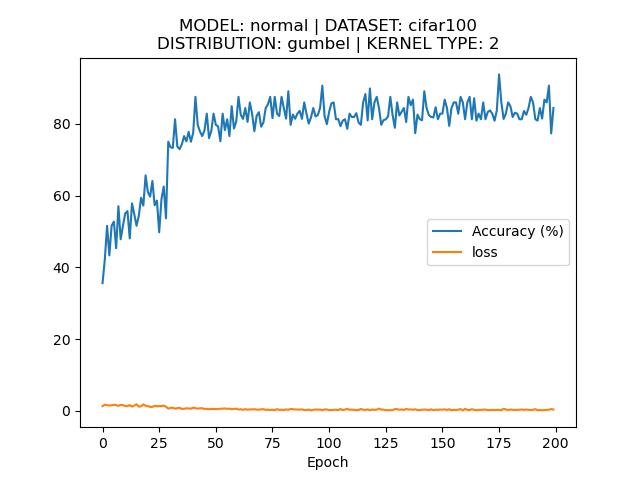 MODEL: normal | DATASET: cifar100
DISTRIBUTION: gumbel | KERNEL TYPE: 2
80
60
40
20
0
Accuracy (%)
loss
0 25 50 75 100 125 150 175 200
Epoch